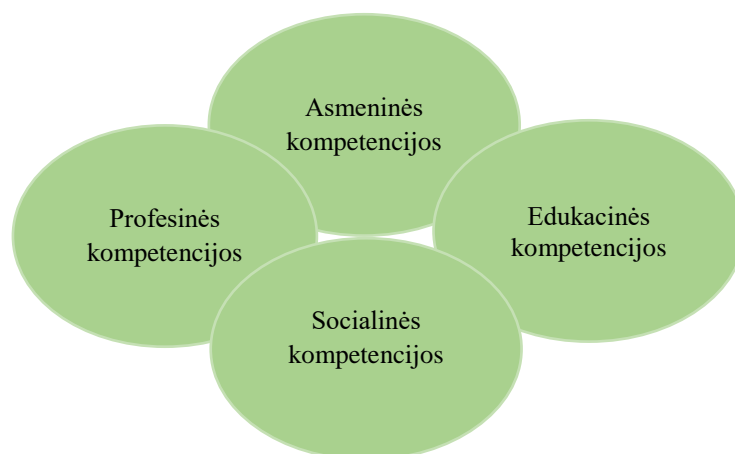 Asmeninės
kompetencijos
Profesinės
kompetencijos
Edukacinės
kompetencijos
Socialinės
kompetencijos